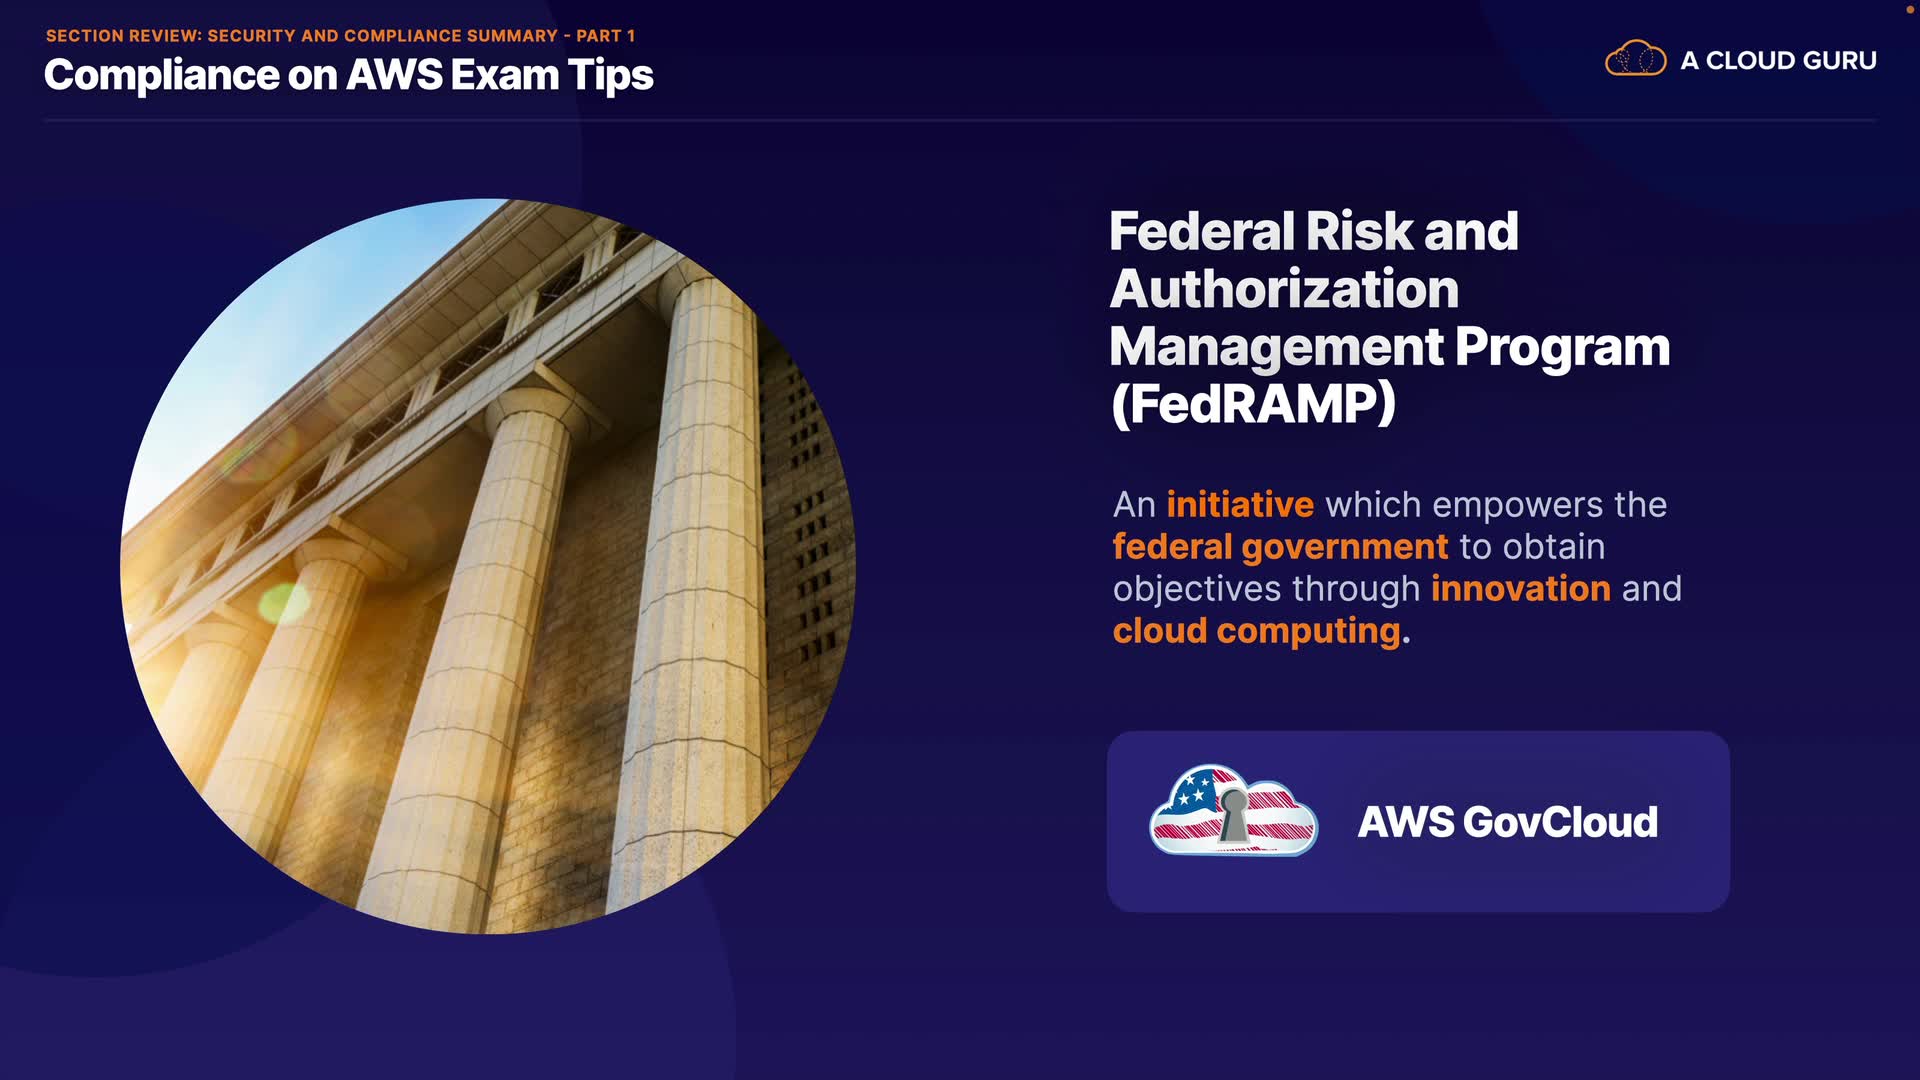 SECTION REVIEW: SECURITY AND COMPLIANCE SUMMARY - PART 1
Compliance on AWS Exam Tips
A CLOUD GURU
Federal Risk and
Authorization
Management Program
(FedRAMP)
An initiative which empowers the
federal government to obtain
objectives through innovation and
cloud computing.
AWS GovCloud